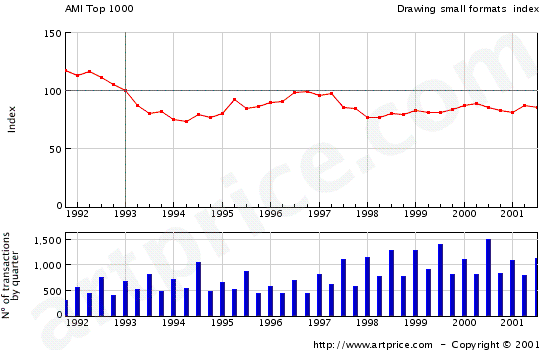 AMI Top 1000 Drawing small formats index
150
100
50
0
Index
1992 1993 1994 1995 1996 1997 1998 1999 2000 2001
1,500
1,000
500
0
N° of transactions
by quarter
1992 1993 1994 1995 1996 1997 1998 1999 2000 2001
artprice.com
http://www.artprice.com - Copyright © 2001